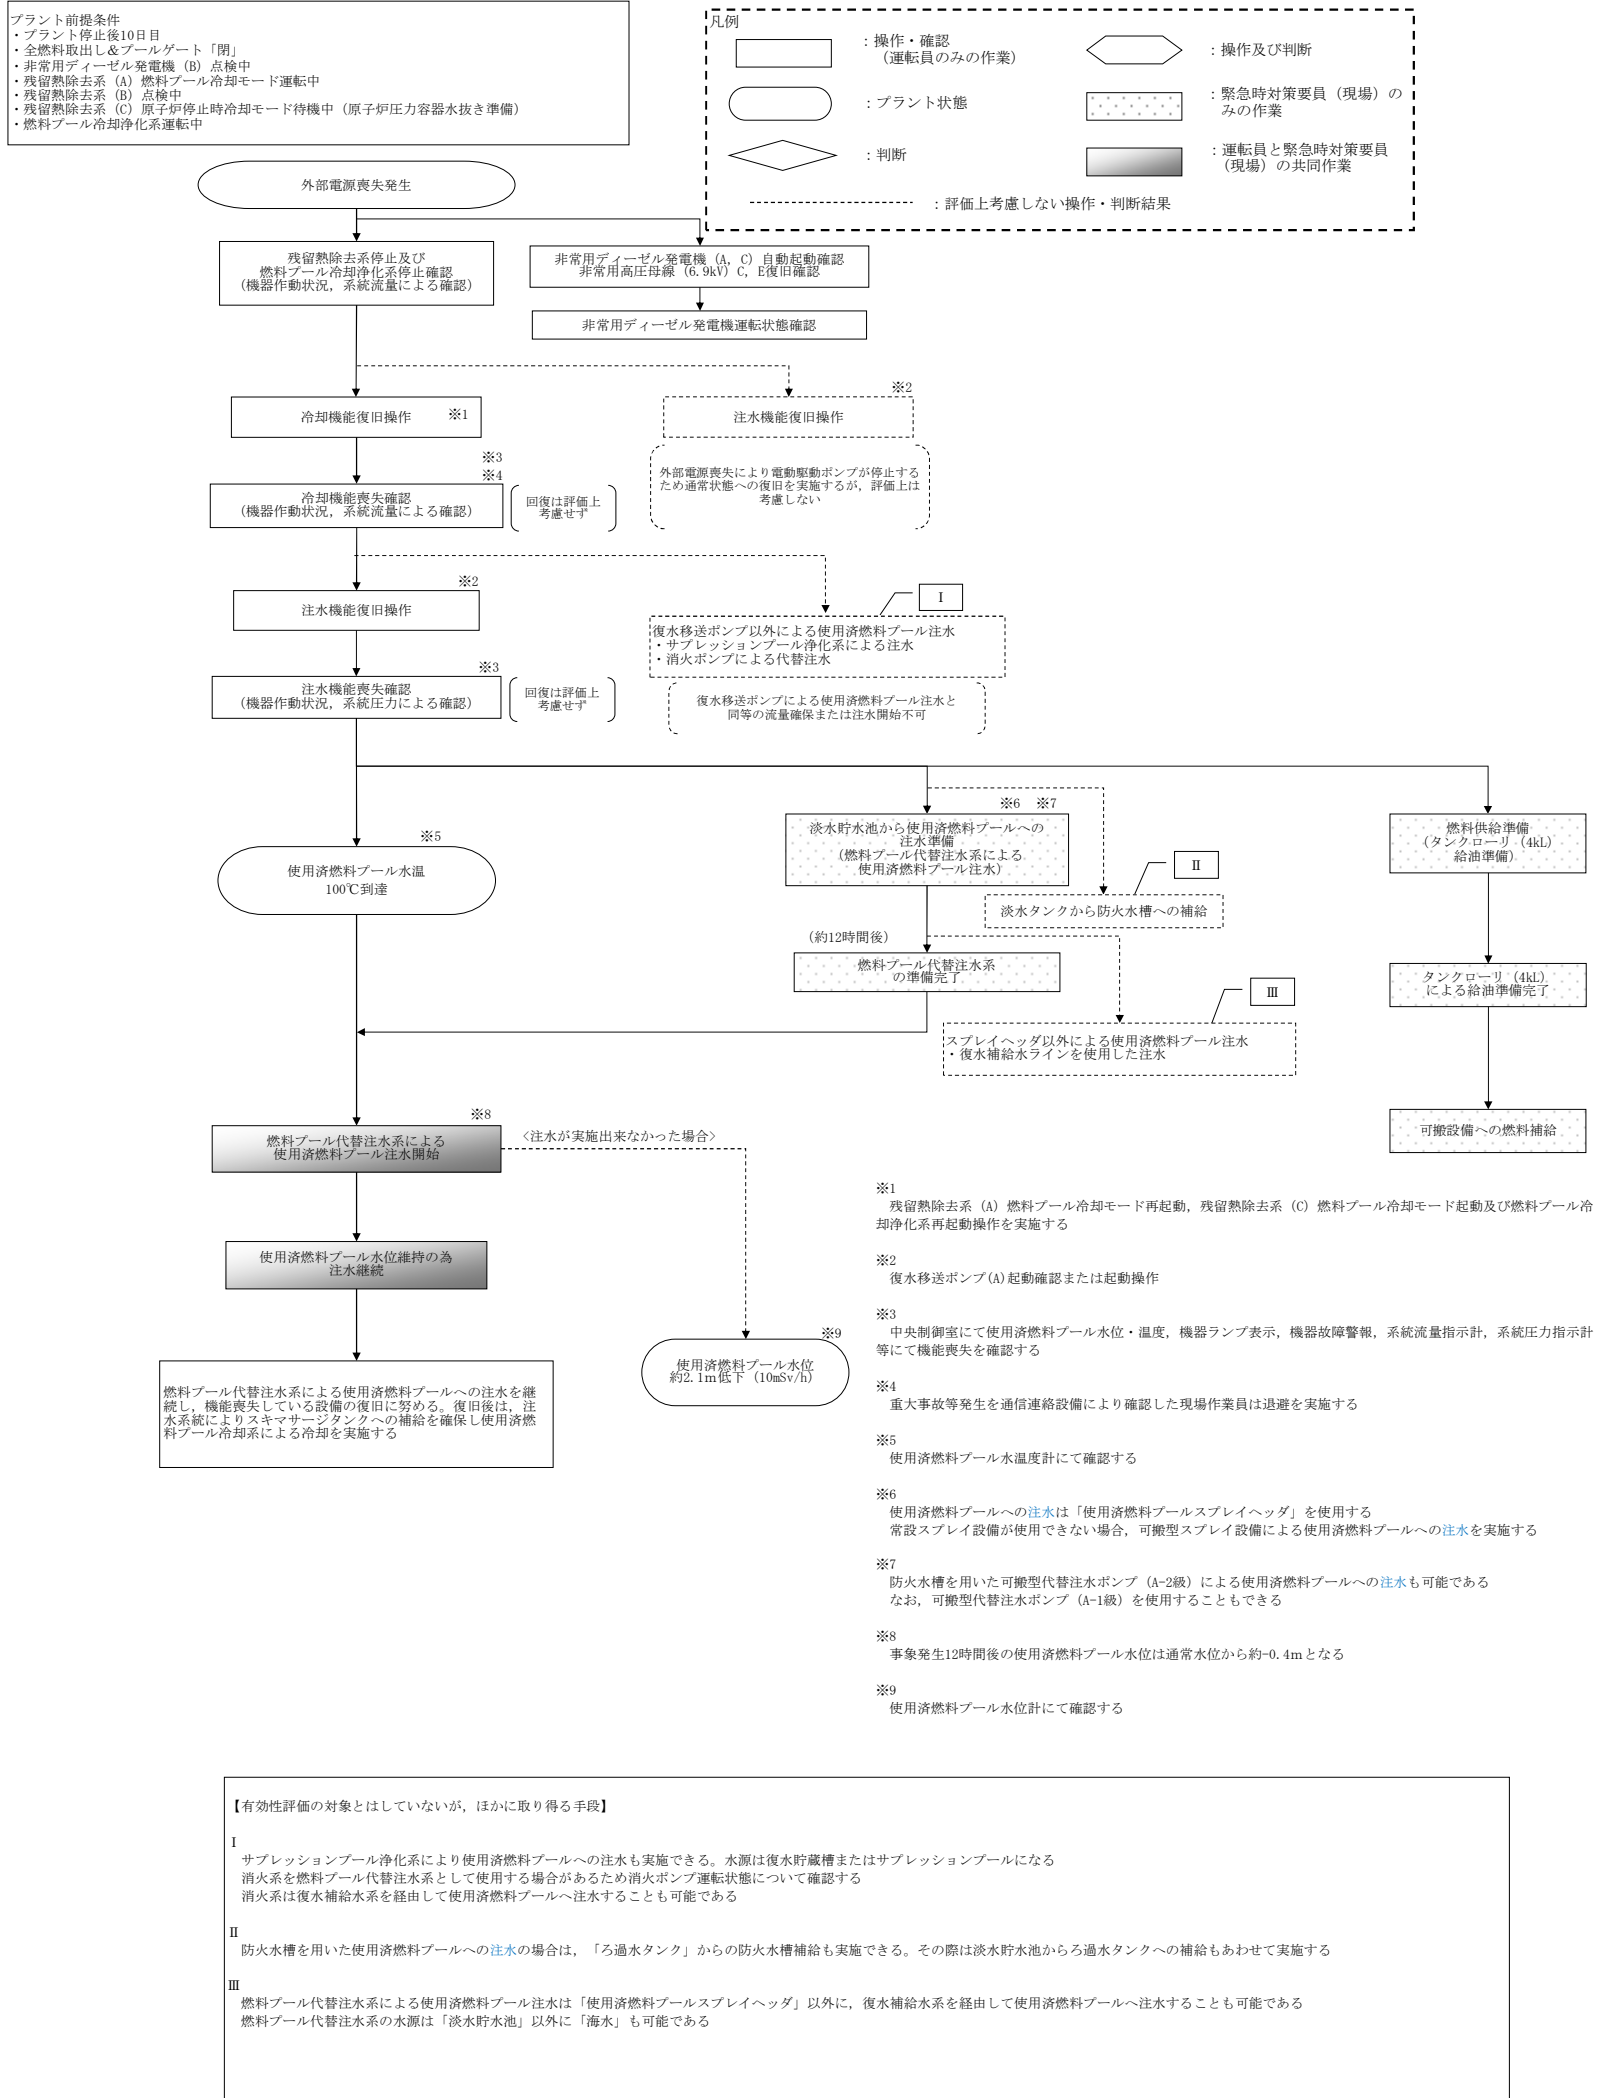 プラント前提条件
・プラント停止後10日目
・全燃料取出し＆プールゲート「閉」
・非常用ディーゼル発電機（B）点検中
・残留熱除去系（A）燃料プール冷却モード運転中
・残留熱除去系（B）点検中
・残留熱除去系（C）原子炉停止時冷却モード待機中（原子炉圧力容器水抜き準備）
・燃料プール冷却浄化系運転中
凡例
：操作・確認
（運転員のみの作業）
：操作及び判断
：プラント状態
：緊急時対策要員（現場）の
みの作業
：判断
：運転員と緊急時対策要員
（現場）の共同作業
：評価上考慮しない操作・判断結果
外部電源喪失発生
残留熱除去系停止及び
燃料プール冷却浄化系停止確認
（機器作動状況，系統流量による確認）
非常用ディーゼル発電機（A, C）自動起動確認
非常用高圧母線（6.9kV）C, E復旧確認
非常用ディーゼル発電機運転状態確認
冷却機能復旧操作
※1
※2
注水機能復旧操作
外部電源喪失により電動駆動ポンプが停止する
ため通常状態への復旧を実施するが，評価上は
考慮しない
※3
※4
冷却機能喪失確認
（機器作動状況，系統流量による確認）
回復は評価上
考慮せず
※2
注水機能復旧操作
Ⅰ
復水移送ポンプ以外による使用済燃料プール注水
・サプレッションプール浄化系による注水
・消火ポンプによる代替注水
復水移送ポンプによる使用済燃料プール注水と
同等の流量確保または注水開始不可
※3
注水機能喪失確認
（機器作動状況，系統圧力による確認）
回復は評価上
考慮せず
※5
使用済燃料プール水温
100℃到達
※6　※7
淡水貯水池から使用済燃料プールへの
注水準備
（燃料プール代替注水系による
使用済燃料プール注水）
Ⅱ
淡水タンクから防火水槽への補給
（約12時間後）
燃料プール代替注水系
の準備完了
Ⅲ
スプレイヘッダ以外による使用済燃料プール注水
・復水補給水ラインを使用した注水
燃料供給準備
（タンクローリ（4kL）
給油準備）
タンクローリ（4kL）
による給油準備完了
可搬設備への燃料補給
※8
燃料プール代替注水系による
使用済燃料プール注水開始
＜注水が実施出来なかった場合＞
使用済燃料プール水位維持の為
注水継続
※9
使用済燃料プール水位
約2.1m低下（10mSv/h）
燃料プール代替注水系による使用済燃料プールへの注水を継
続し，機能喪失している設備の復旧に努める。復旧後は，注
水系統によりスキマサージタンクへの補給を確保し使用済燃
料プール冷却系による冷却を実施する
※1
残留熱除去系（A）燃料プール冷却モード再起動，残留熱除去系（C）燃料プール冷却モード起動及び燃料プール冷
却浄化系再起動操作を実施する
※2
復水移送ポンプ(A)起動確認または起動操作
※3
中央制御室にて使用済燃料プール水位・温度，機器ランプ表示，機器故障警報，系統流量指示計，系統圧力指示計
等にて機能喪失を確認する
※4
重大事故等発生を通信連絡設備により確認した現場作業員は退避を実施する
※5
使用済燃料プール水温度計にて確認する
※6
使用済燃料プールへの注水は「使用済燃料プールスプレイヘッダ」を使用する
常設スプレイ設備が使用できない場合，可搬型スプレイ設備による使用済燃料プールへの注水を実施する
※7
防火水槽を用いた可搬型代替注水ポンプ（A-2級）による使用済燃料プールへの注水も可能である
なお，可搬型代替注水ポンプ（A-1級）を使用することもできる
※8
事象発生12時間後の使用済燃料プール水位は通常水位から約-0.4mとなる
※9
使用済燃料プール水位計にて確認する
【有効性評価の対象とはしていないが，ほかに取り得る手段】
Ⅰ
サプレッションプール浄化系により使用済燃料プールへの注水も実施できる。水源は復水貯蔵槽またはサプレッションプールになる
消火系を燃料プール代替注水系として使用する場合があるため消火ポンプ運転状態について確認する
消火系は復水補給水系を経由して使用済燃料プールへ注水することも可能である
Ⅱ
防火水槽を用いた使用済燃料プールへの注水の場合は，「ろ過水タンク」からの防火水槽補給も実施できる。その際は淡水貯水池からろ過水タンクへの補給もあわせて実施する
Ⅲ
燃料プール代替注水系による使用済燃料プール注水は「使用済燃料プールスプレイヘッダ」以外に，復水補給水系を経由して使用済燃料プールへ注水することも可能である
燃料プール代替注水系の水源は「淡水貯水池」以外に「海水」も可能である